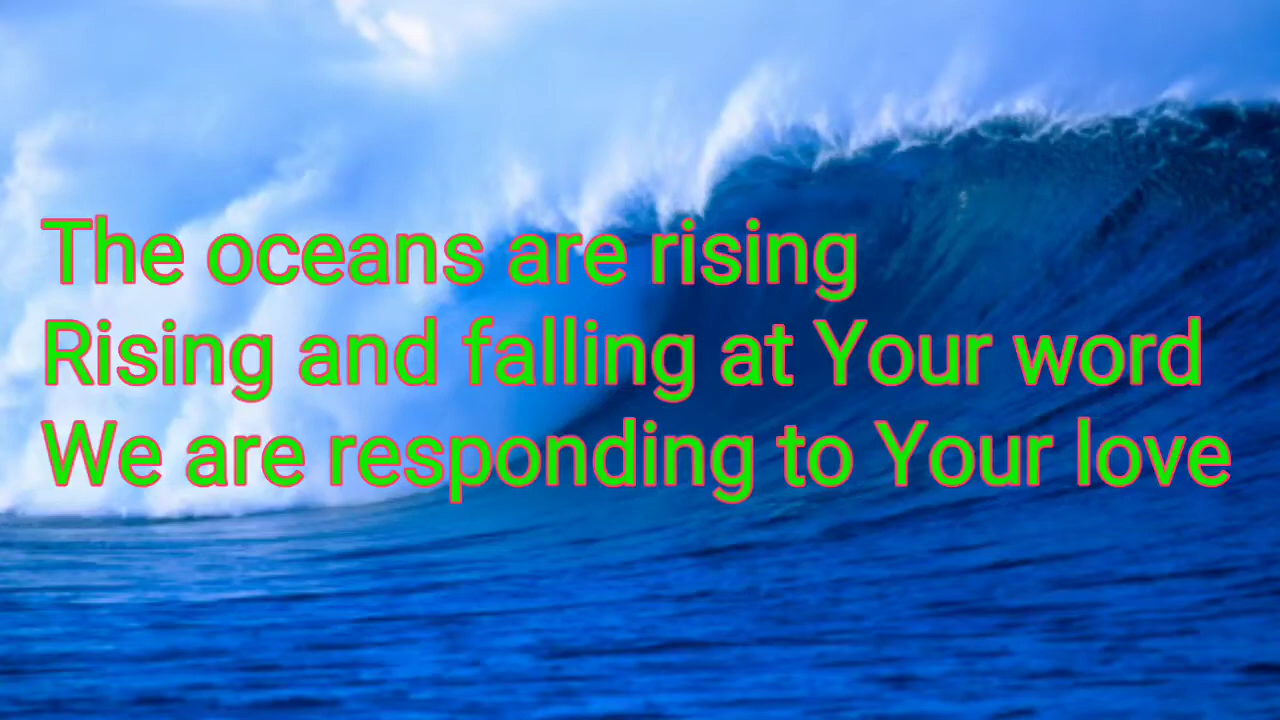 The oceans are rising
Rising and falling at Your word
We are responding to Your love